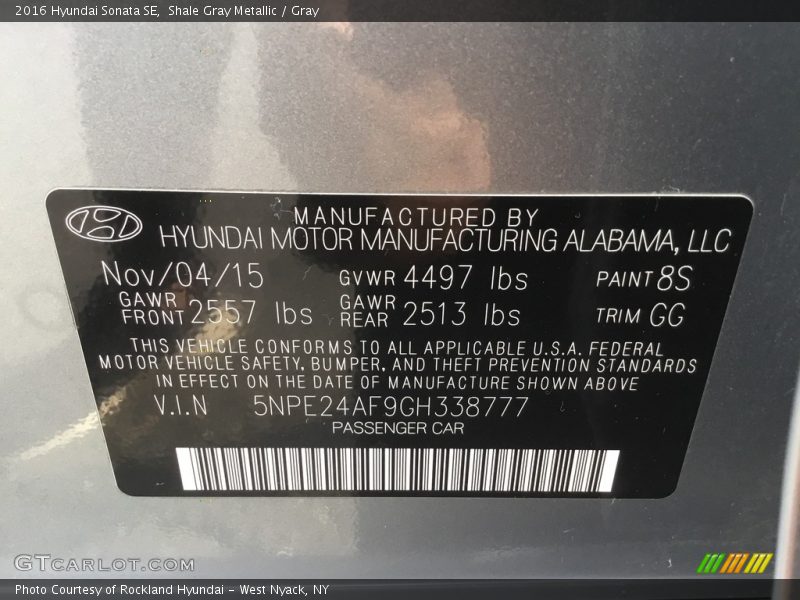 2016 Hyundai Sonata SE,  Shale Gray Metallic / Gray
MANUFACTURED BY
HYUNDAI MOTOR MANUFACTURING ALABAMA, LLC
Nov/04/15 GVWR 4497 lbs PAINT 8S
GAWR FRONT 2557 lbs GAWR REAR 2513 lbs TRIM GG
THIS VEHICLE CONFORMS TO ALL APPLICABLE U.S.A. FEDERAL
MOTOR VEHICLE SAFETY, BUMPER, AND THEFT PREVENTION STANDARDS
IN EFFECT ON THE DATE OF MANUFACTURE SHOWN ABOVE
V.I.N 5NPE24AF9GH338777
PASSENGER CAR
GTCARLOT.COM
Photo Courtesy of Rockland Hyundai – West Nyack, NY